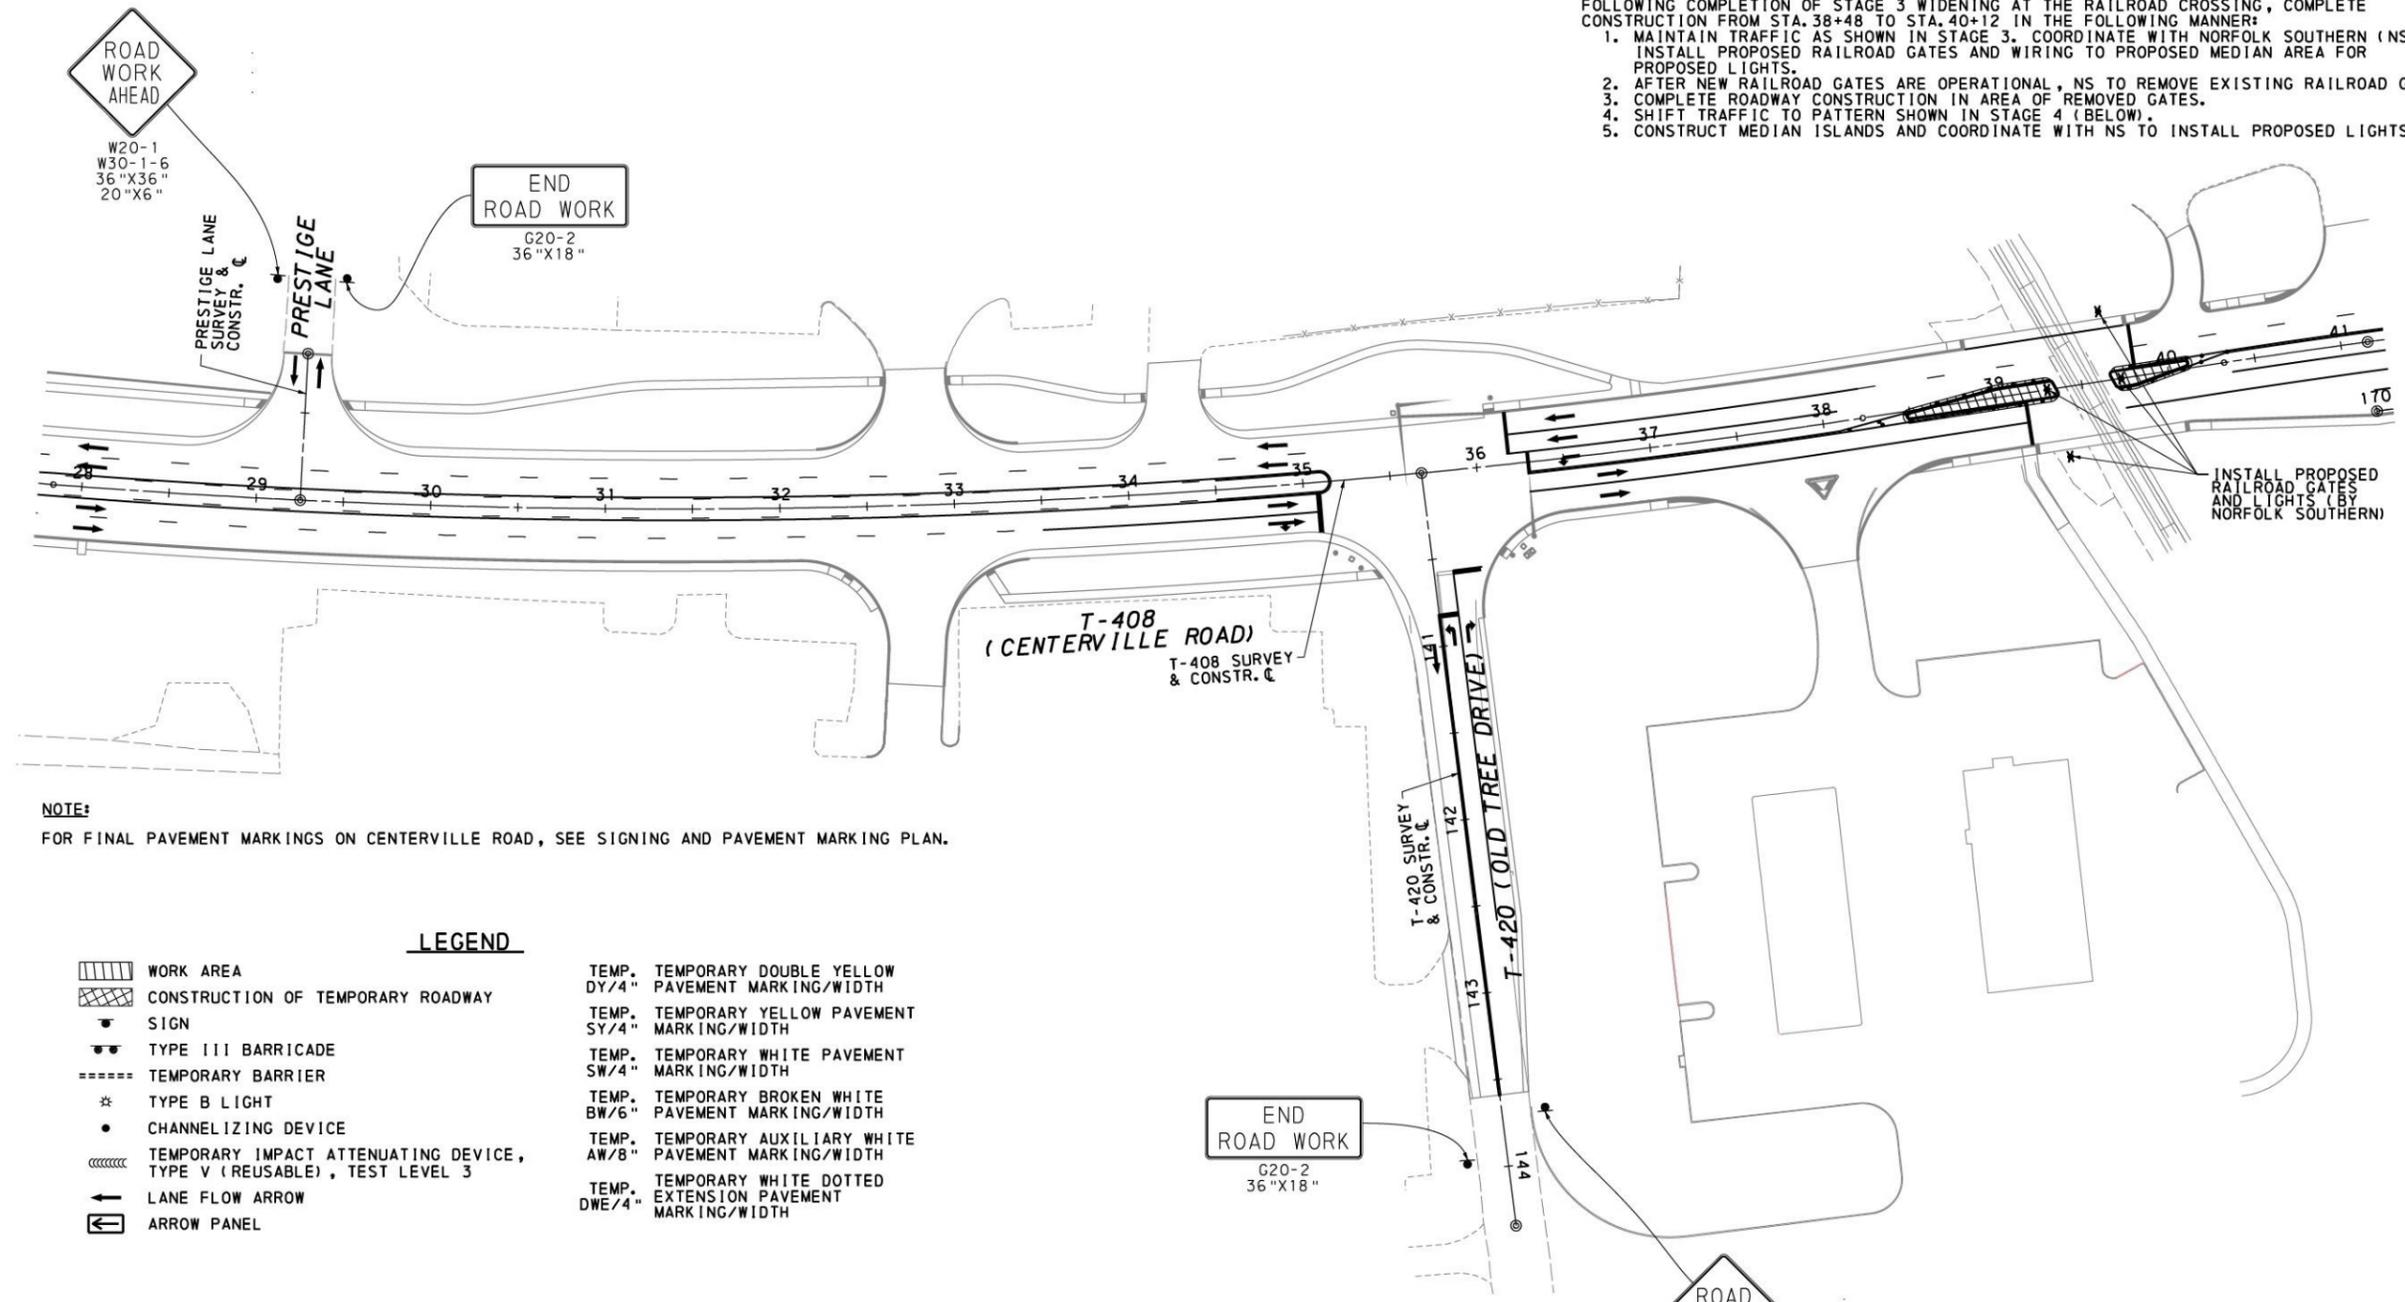 FOLLOWING COMPLETION OF STAGE 3 WIDENING AT THE RAILROAD CROSSING, COMPLETE
CONSTRUCTION FROM STA.38+48 TO STA.40+12 IN THE FOLLOWING MANNER:
1. MAINTAIN TRAFFIC AS SHOWN IN STAGE 3. COORDINATE WITH NORFOLK SOUTHERN (NS
INSTALL PROPOSED RAILROAD GATES AND WIRING TO PROPOSED MEDIAN AREA FOR
PROPOSED LIGHTS.
2. AFTER NEW RAILROAD GATES ARE OPERATIONAL, NS TO REMOVE EXISTING RAILROAD
3. COMPLETE ROADWAY CONSTRUCTION IN AREA OF REMOVED GATES.
4. SHIFT TRAFFIC TO PATTERN SHOWN IN STAGE 4 (BELOW).
5. CONSTRUCT MEDIAN ISLANDS AND COORDINATE WITH NS TO INSTALL PROPOSED LIGHTS
ROAD
WORK
AHEAD
W20-1
W30-1-6
36"X36"
20"X6"
END
ROAD WORK
G20-2
36"X18"
PRESTIGE LANE
SURVEY &
CONSTR. ℄
PRESTIGE
LANE
28
29
30
31
32
33
34
35
36
37
38
39
40
41
170
INSTALL PROPOSED
RAILROAD GATES
AND LIGHTS (BY
NORFOLK SOUTHERN)
T-408
(CENTERVILLE ROAD)
T-408 SURVEY
& CONSTR. ℄
141
142
143
144
T-420 (OLD TREE DRIVE)
T-420 SURVEY
& CONSTR. ℄
NOTE:
FOR FINAL PAVEMENT MARKINGS ON CENTERVILLE ROAD, SEE SIGNING AND PAVEMENT MARKING PLAN.
LEGEND
WORK AREA
CONSTRUCTION OF TEMPORARY ROADWAY
SIGN
TYPE III BARRICADE
TEMPORARY BARRIER
TYPE B LIGHT
CHANNELIZING DEVICE
TEMPORARY IMPACT ATTENUATING DEVICE,
TYPE V (REUSABLE), TEST LEVEL 3
LANE FLOW ARROW
ARROW PANEL
TEMP. TEMPORARY DOUBLE YELLOW
DY/4" PAVEMENT MARKING/WIDTH
TEMP. TEMPORARY YELLOW PAVEMENT
SY/4" MARKING/WIDTH
TEMP. TEMPORARY WHITE PAVEMENT
SW/4" MARKING/WIDTH
TEMP. TEMPORARY BROKEN WHITE
BW/6" PAVEMENT MARKING/WIDTH
TEMP. TEMPORARY AUXILIARY WHITE
AW/8" PAVEMENT MARKING/WIDTH
TEMP. TEMPORARY WHITE DOTTED
DWE/4" EXTENSION PAVEMENT
MARKING/WIDTH
END
ROAD WORK
G20-2
36"X18"
ROAD